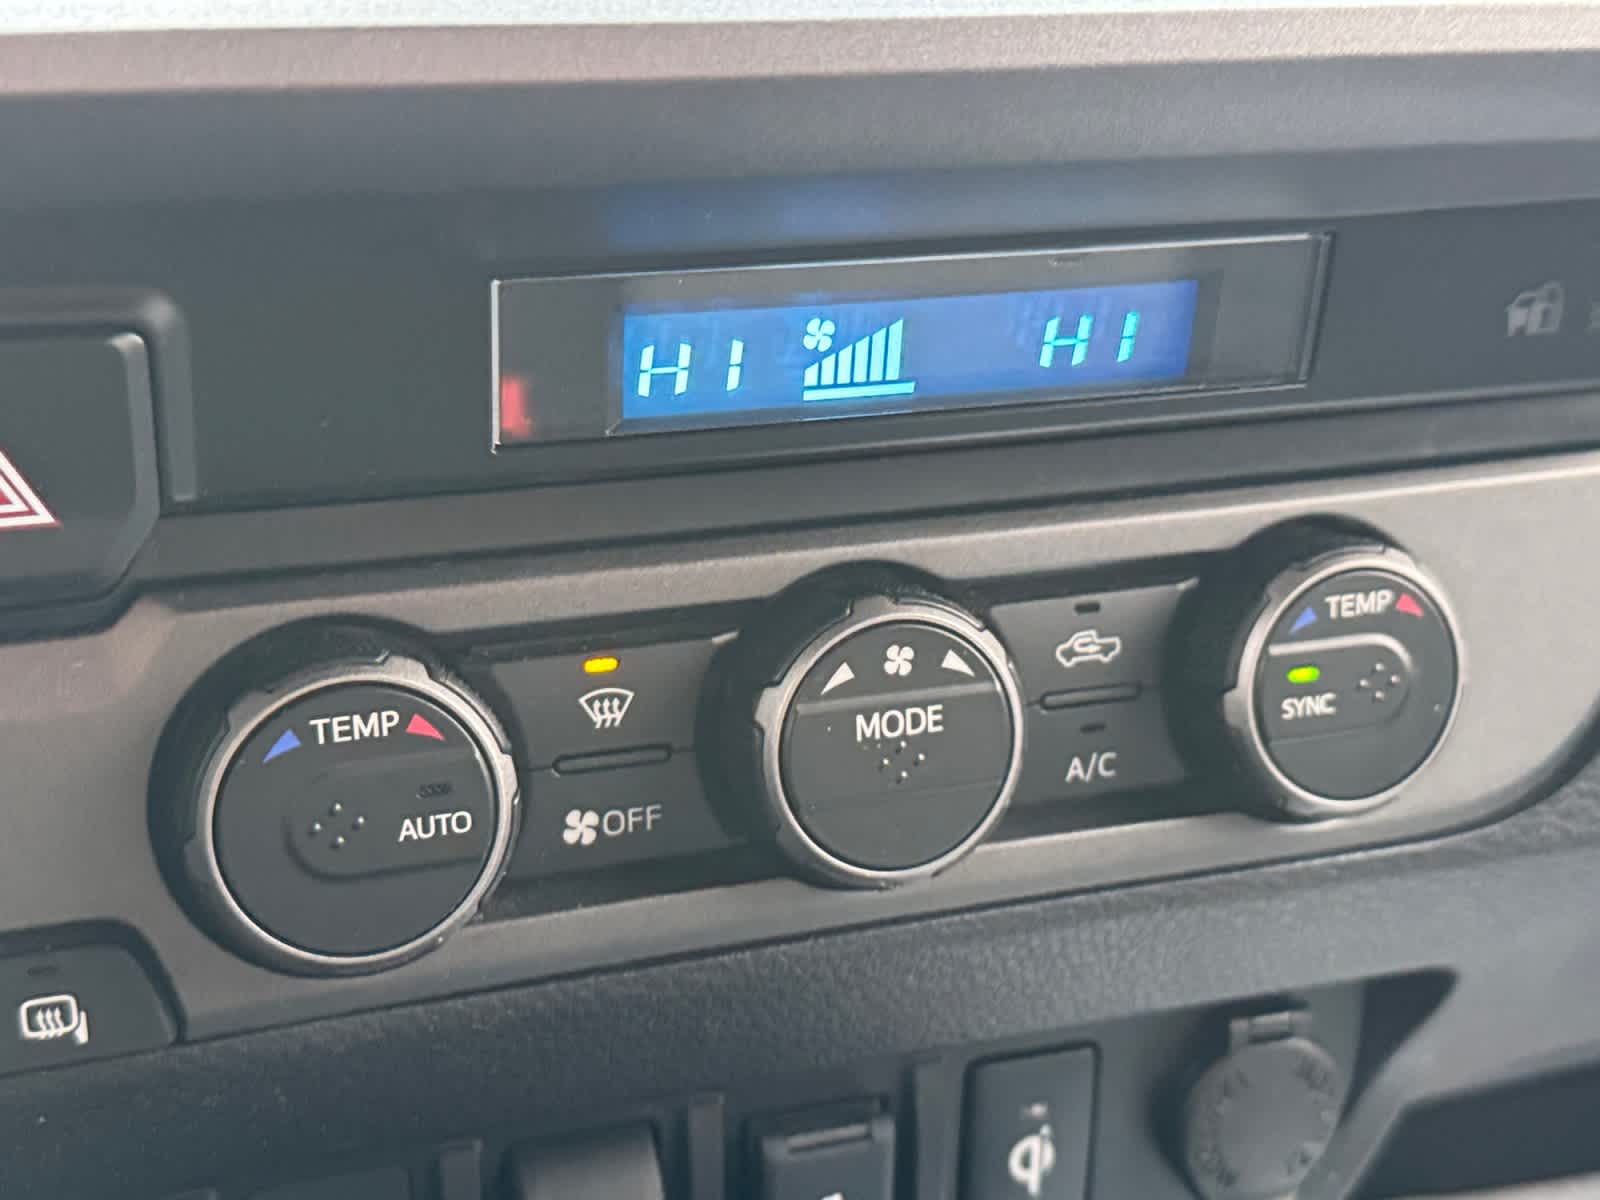 HI HI
TEMP
AUTO
OFF
MODE
A/C
TEMP
SYNC